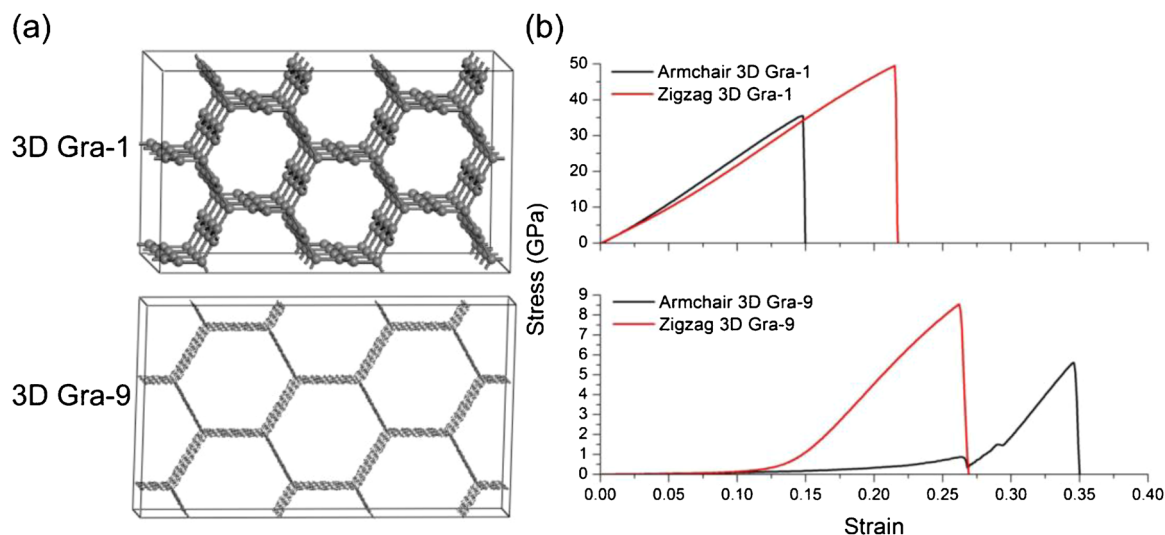 (a)
3D Gra-1
3D Gra-9
(b)
Stress (GPa)
50
40
30
20
10
0
Armchair 3D Gra-1
Zigzag 3D Gra-1
9
8
7
6
5
4
3
2
1
0
Armchair 3D Gra-9
Zigzag 3D Gra-9
0.00 0.05 0.10 0.15 0.20 0.25 0.30 0.35 0.40
Strain